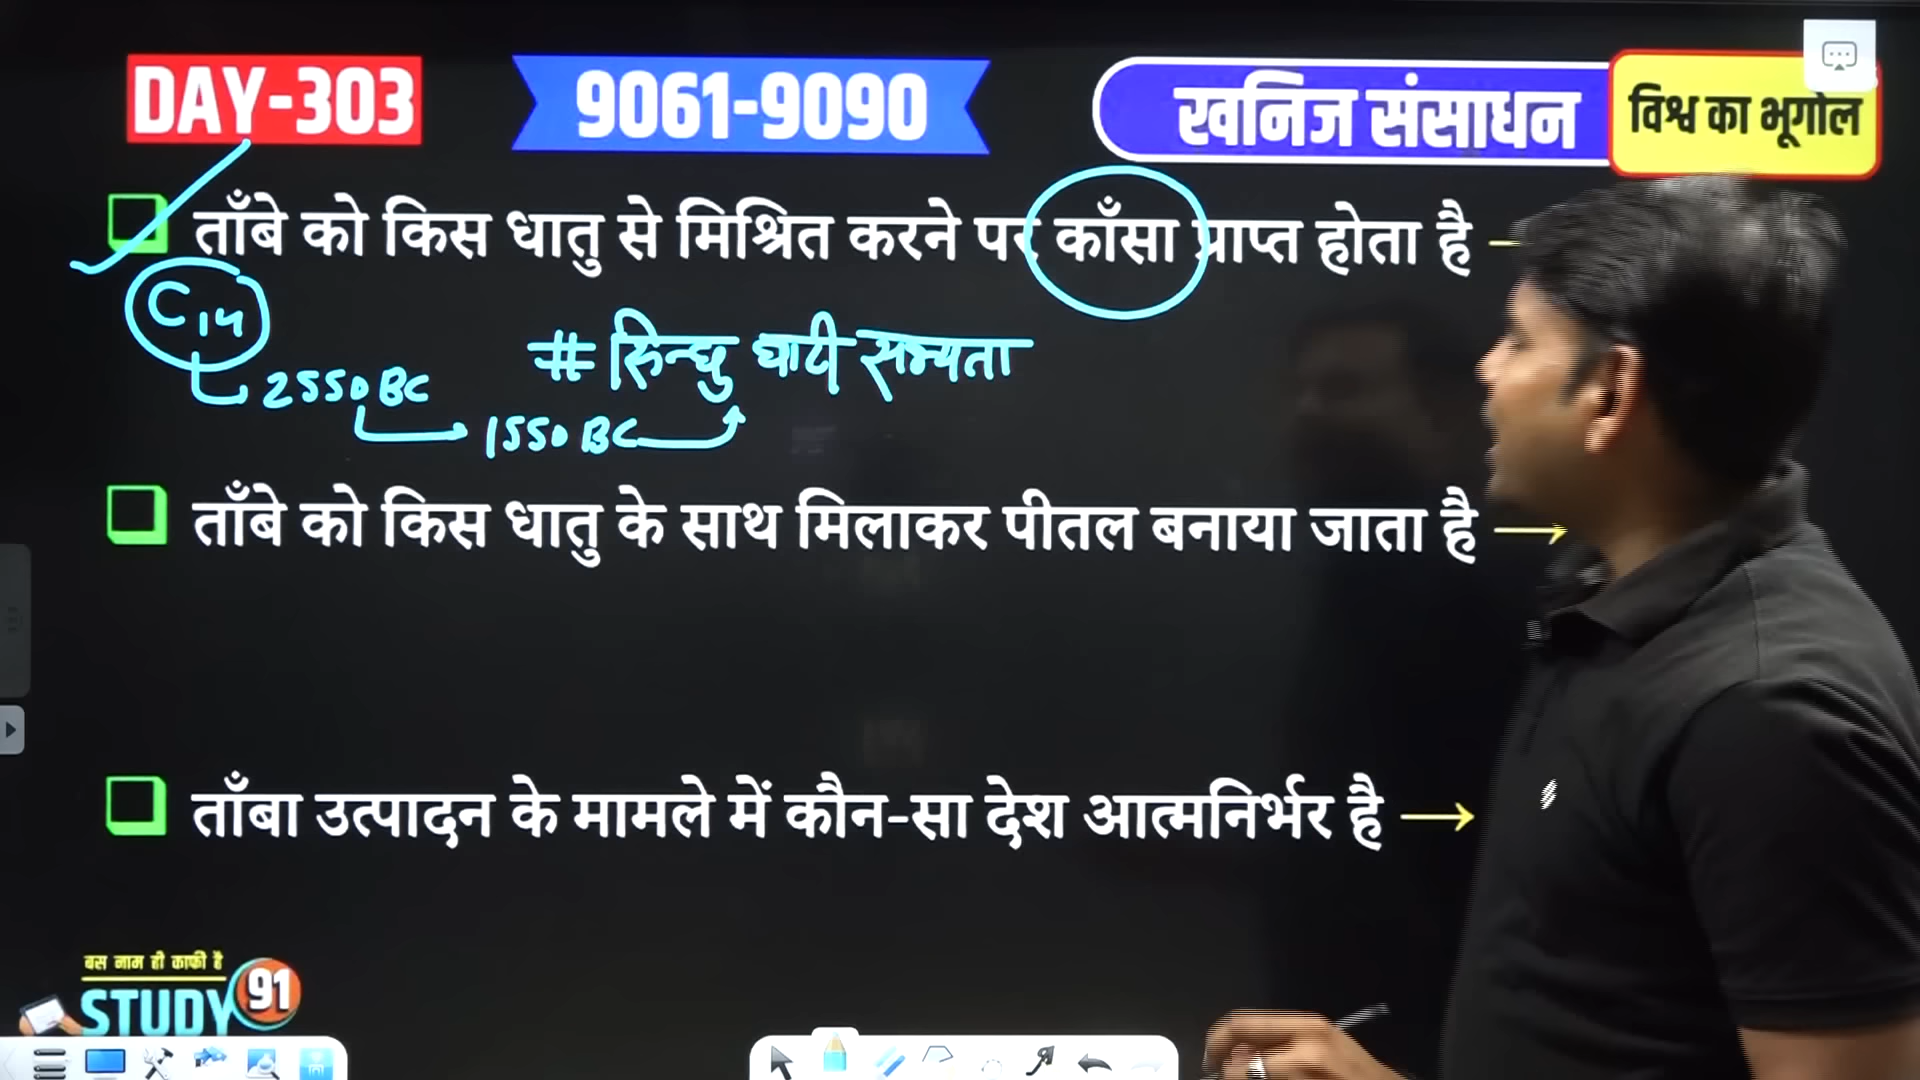 DAY-303 9061-9090 खनिज संसाधन विश्व का भूगोल
ताँबे को किस धातु से मिश्रित करने पर काँसा प्राप्त होता है
C14
# सिन्धु घाटी सभ्यता
2550 BC
1550 BC
ताँबे को किस धातु के साथ मिलाकर पीतल बनाया जाता है →
ताँबा उत्पादन के मामले में कौन-सा देश आत्मनिर्भर है →
बस नाम ही काफी है
STUDY 91